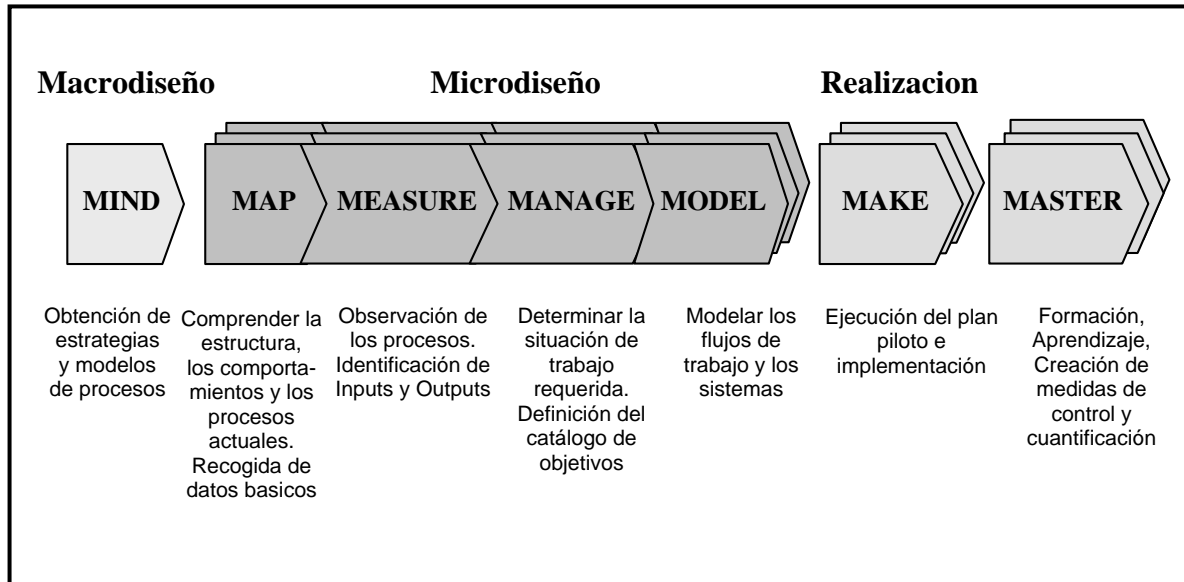 Macrodiseño
Microdiseño
Realizacion
MIND
MAP
MEASURE
MANAGE
MODEL
MAKE
MASTER
Obtención de
estrategias
y modelos
de procesos
Comprender la
estructura,
los comporta-
mientos y los
procesos
actuales.
Recogida de
datos basicos
Observación de
los procesos.
Identificación de
Inputs y Outputs
Determinar la
situación de
trabajo
requerida.
Definición del
catálogo de
objetivos
Modelar los
flujos de
trabajo y los
sistemas
Ejecución del plan
piloto e
implementación
Formación,
Aprendizaje,
Creación de
medidas de
control y
cuantificación